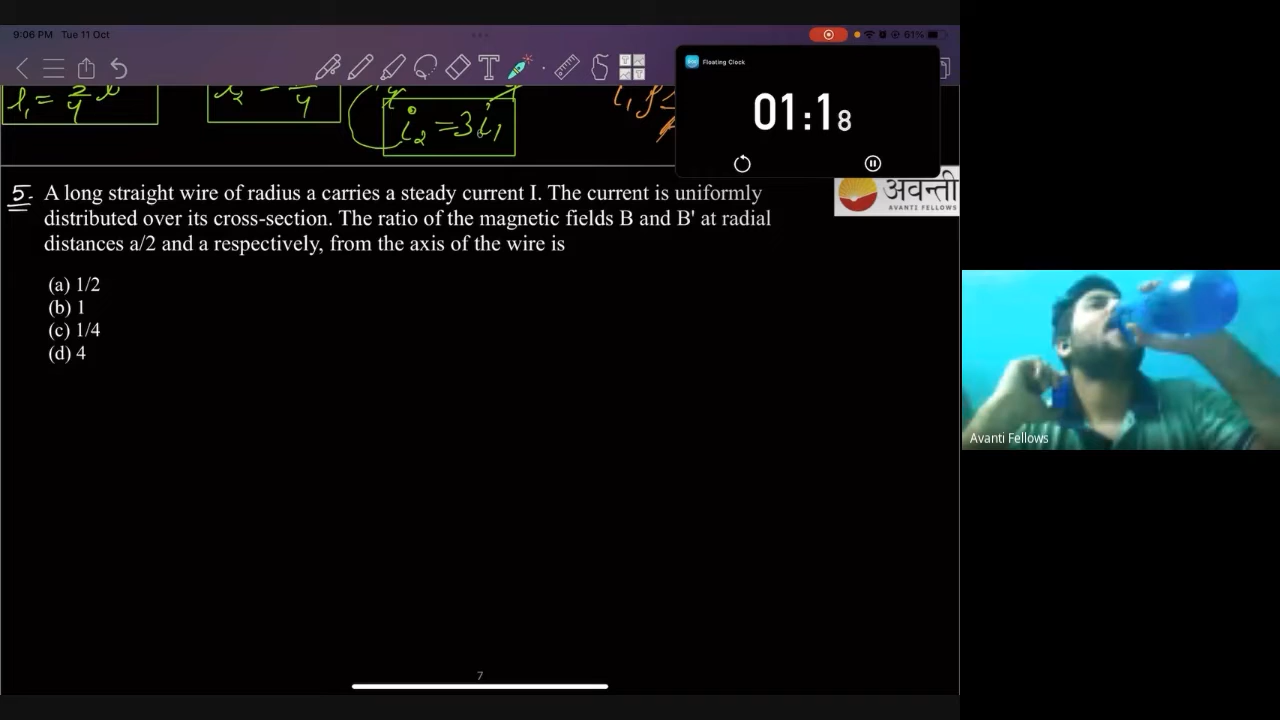 9:06 PM Tue 11 Oct
61%
Floating Clock
01:18
i₂ = 3i₁
5. A long straight wire of radius a carries a steady current I. The current is uniformly
distributed over its cross-section. The ratio of the magnetic fields B and B' at radial
distances a/2 and a respectively, from the axis of the wire is
(a) 1/2
(b) 1
(c) 1/4
(d) 4
अवन्ती
AVANTI FELLOWS
Avanti Fellows
7